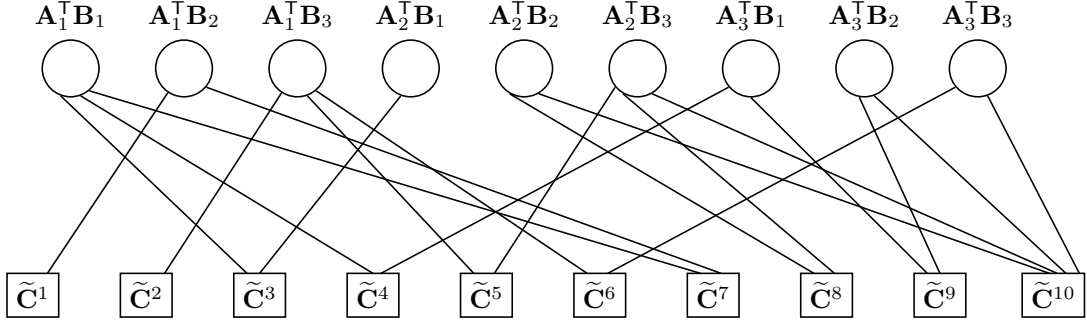 A₁ᵀB₁ A₁ᵀB₂ A₁ᵀB₃ A₂ᵀB₁ A₂ᵀB₂ A₂ᵀB₃ A₃ᵀB₁ A₃ᵀB₂ A₃ᵀB₃
C̃¹ C̃² C̃³ C̃⁴ C̃⁵ C̃⁶ C̃⁷ C̃⁸ C̃⁹ C̃¹⁰